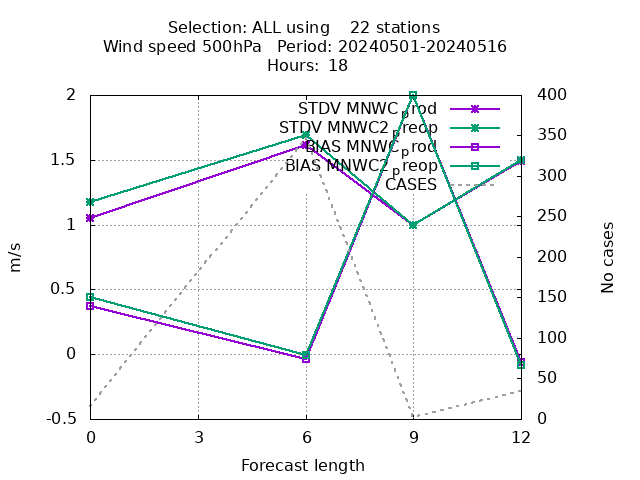 Selection: ALL using    22 stations
Wind speed 500hPa   Period: 20240501-20240516
Hours: 18
2
1.5
1
0.5
0
-0.5
400
350
300
250
200
150
100
50
0
0 3 6 9 12
STDV MNWC_prod
STDV MNWC2_preop
BIAS MNWC_prod
BIAS MNWC2_preop
CASES
m/s
No cases
Forecast length